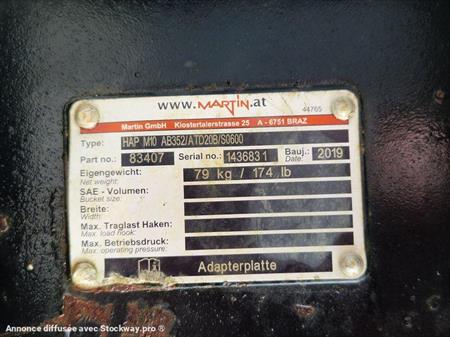 www.MARTIN.at
44765
Martin GmbH Klostertalerstrasse 25 A - 6751 BRAZ
Type: HAP M10 AB352/ATD20B/S0600
Part no.: 83407 Serial no.: 1436831 Bauj.: 2019
Date:
Eigengewicht: 79 kg / 174 lb
Net weight:
SAE - Volumen:
Bucket size:
Breite:
Width:
Max. Traglast Haken:
Max. load hook:
Max. Betriebsdruck:
Max. operating pressure:
Adapterplatte
Annonce diffusée avec Stockway.pro ®